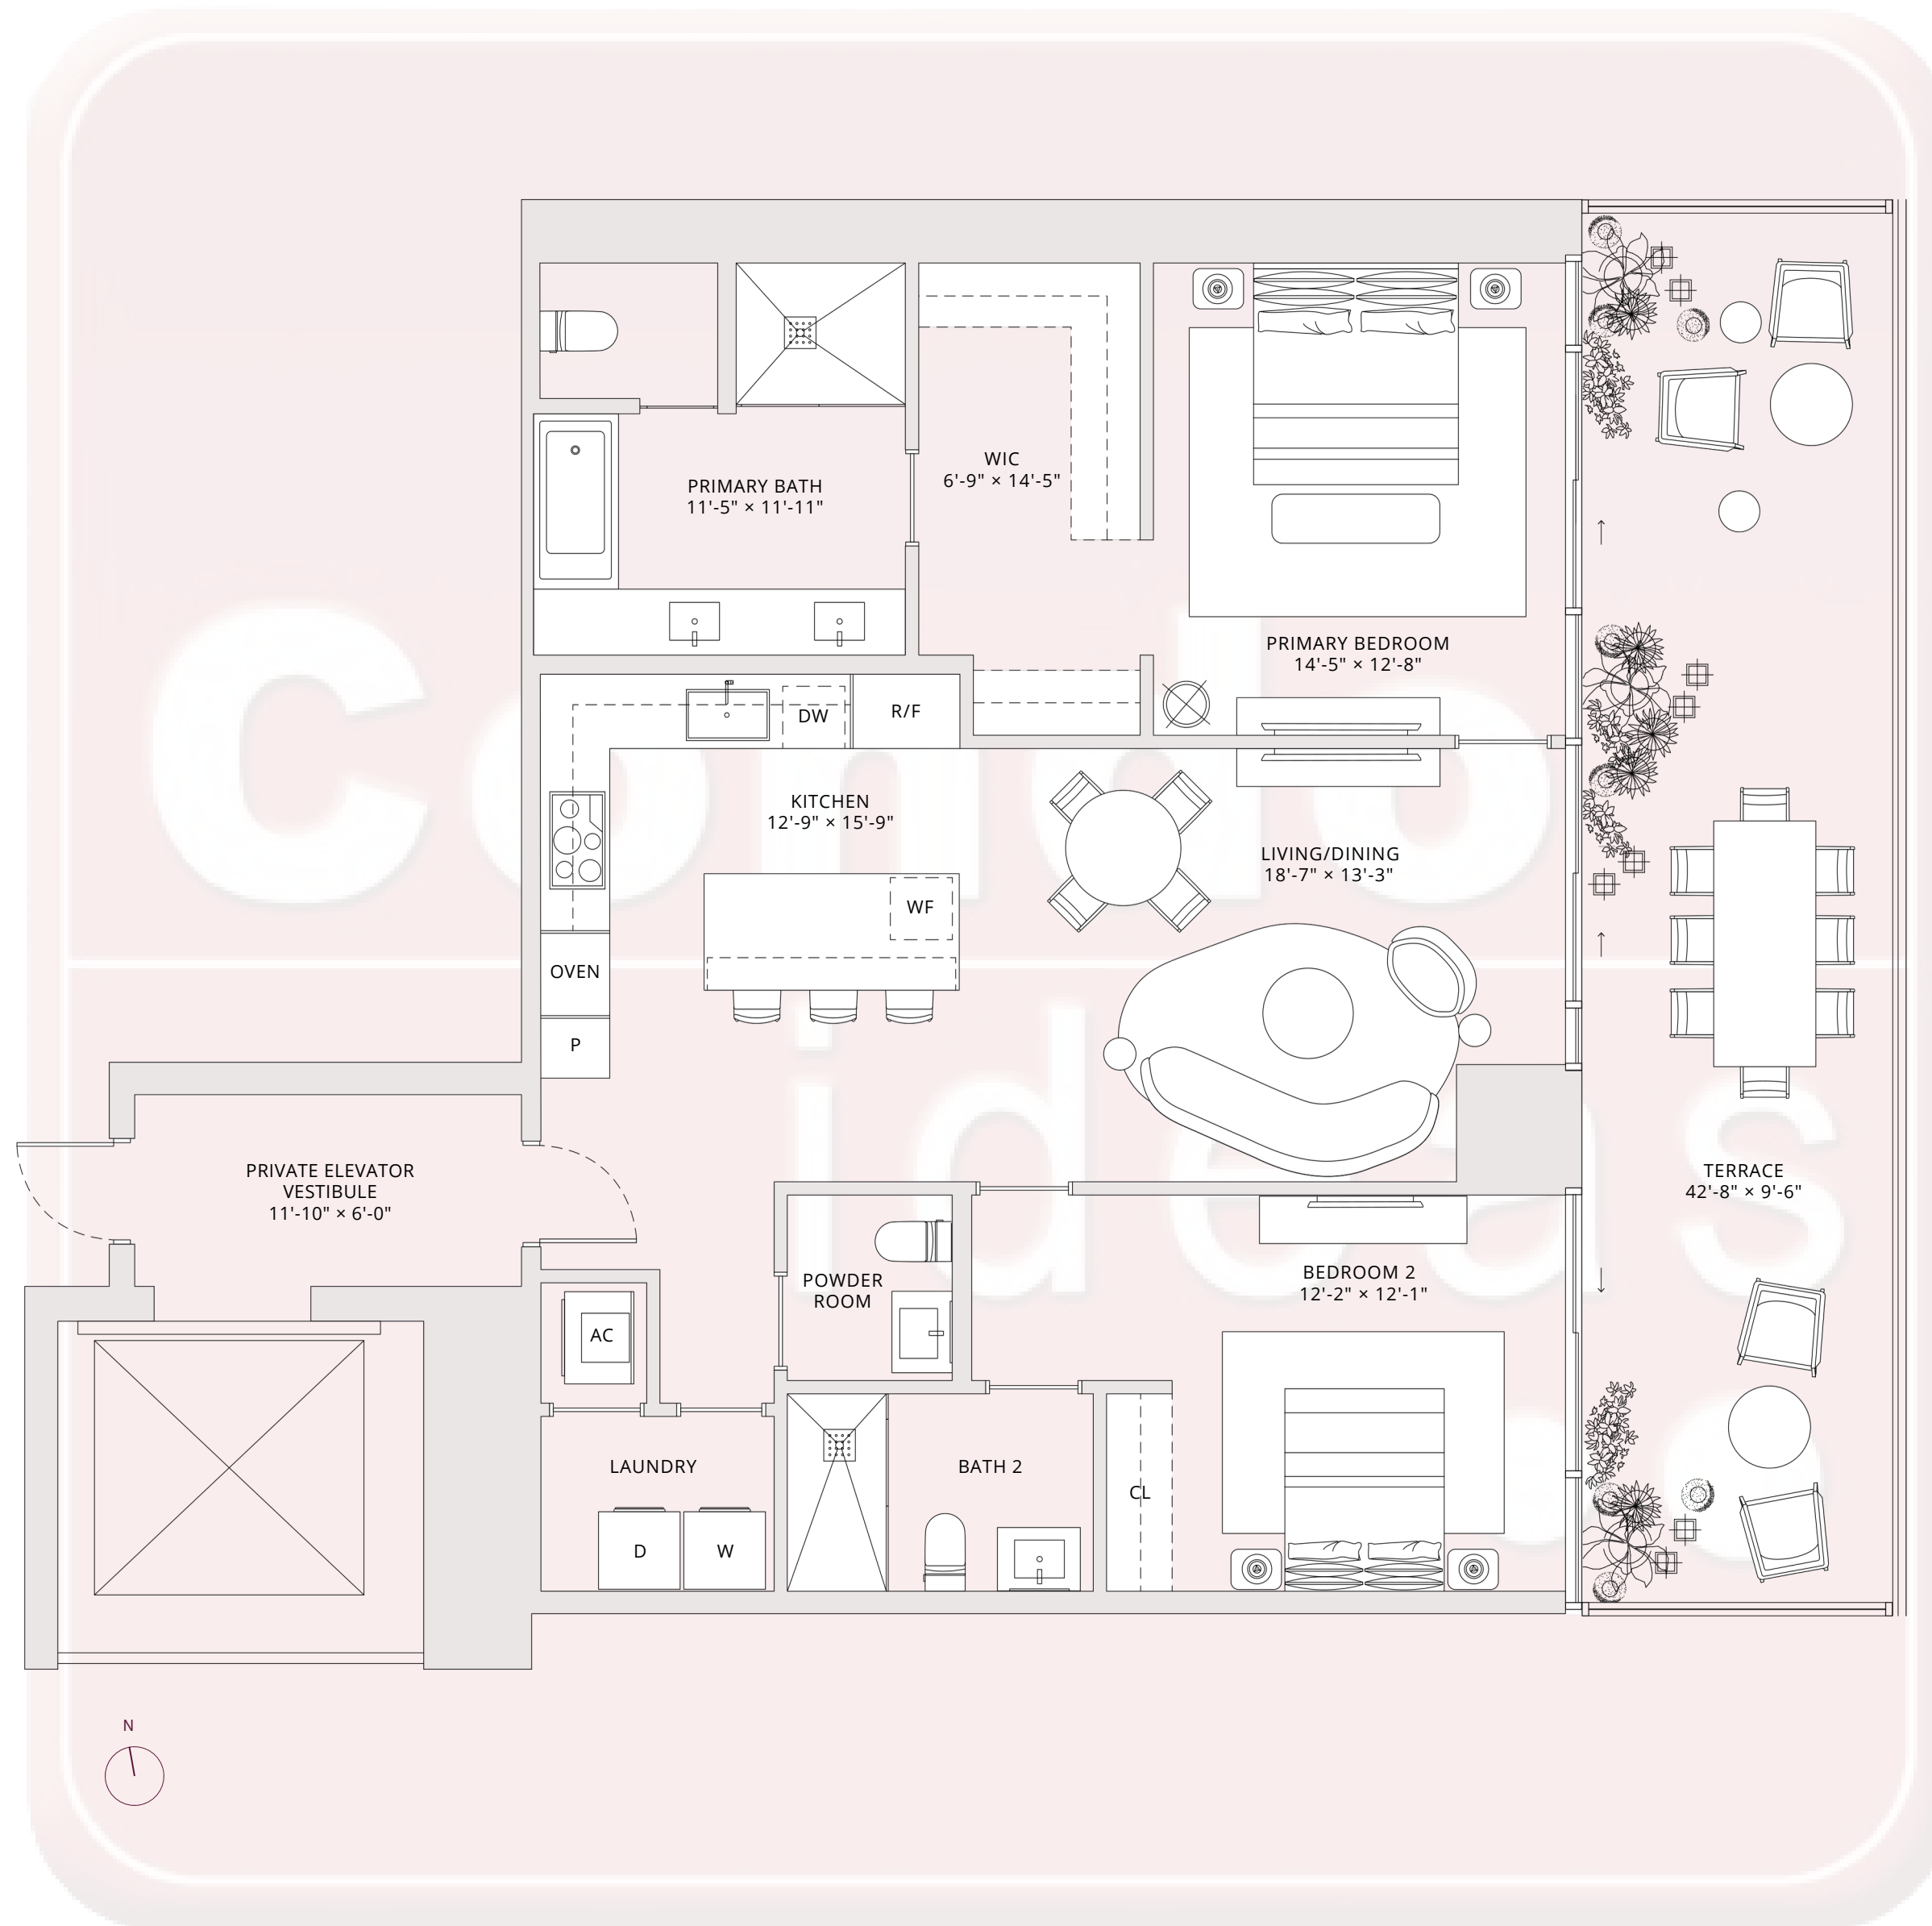 condo
ideas
PRIMARY BATH
11'-5" × 11'-11"
WIC
6'-9" × 14'-5"
PRIMARY BEDROOM
14'-5" × 12'-8"
DW
R/F
KITCHEN
12'-9" × 15'-9"
LIVING/DINING
18'-7" × 13'-3"
WF
OVEN
P
PRIVATE ELEVATOR
VESTIBULE
11'-10" × 6'-0"
TERRACE
42'-8" × 9'-6"
POWDER
ROOM
BEDROOM 2
12'-2" × 12'-1"
AC
LAUNDRY
BATH 2
CL
D
W
N